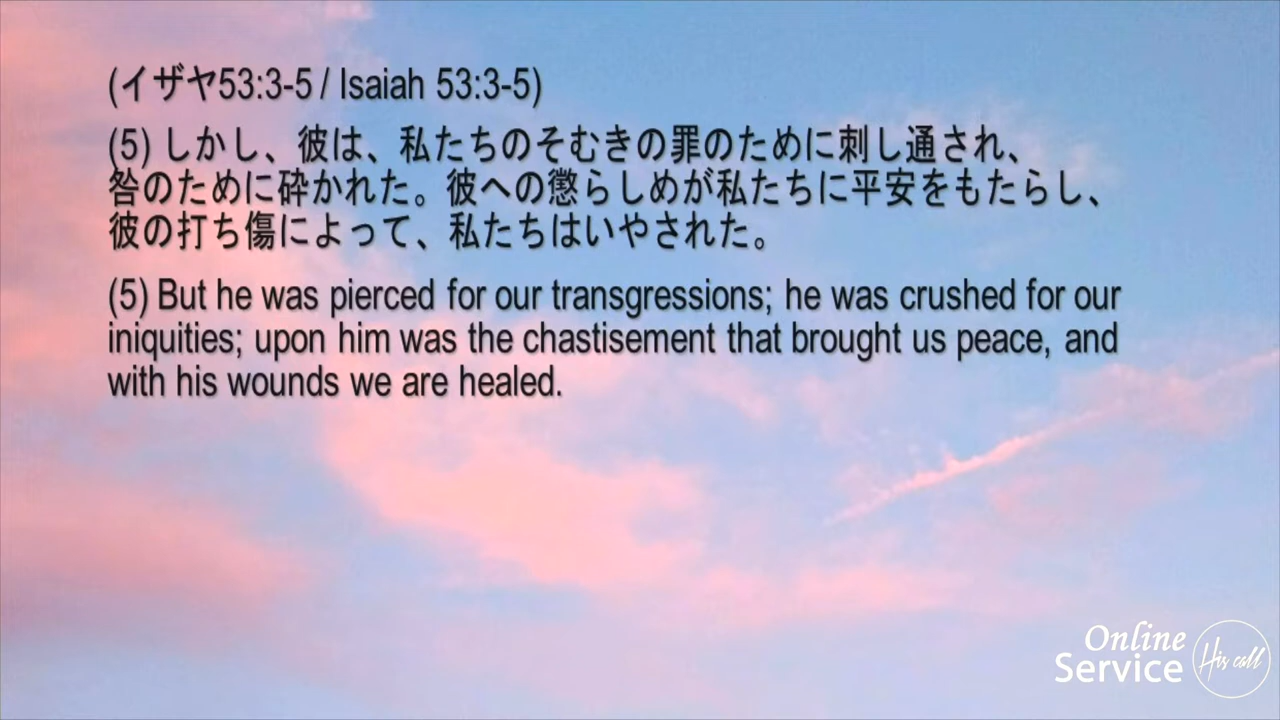 (イザヤ53:3-5 / Isaiah 53:3-5)
(5) しかし、彼は、私たちのそむきの罪のために刺し通され、
咎のために砕かれた。彼への懲らしめが私たちに平安をもたらし、
彼の打ち傷によって、私たちはいやされた。
(5) But he was pierced for our transgressions; he was crushed for our
iniquities; upon him was the chastisement that brought us peace, and
with his wounds we are healed.
Online
Service
His call